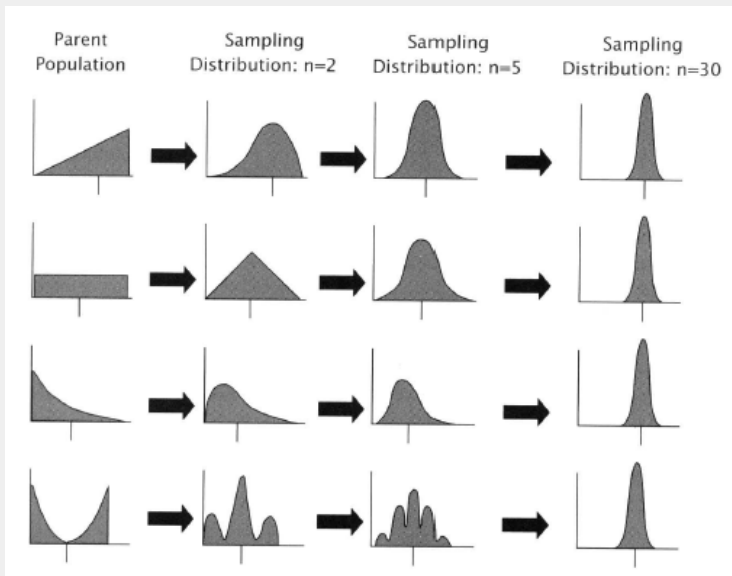 Parent
Population
Sampling
Distribution: n=2
Sampling
Distribution: n=5
Sampling
Distribution: n=30